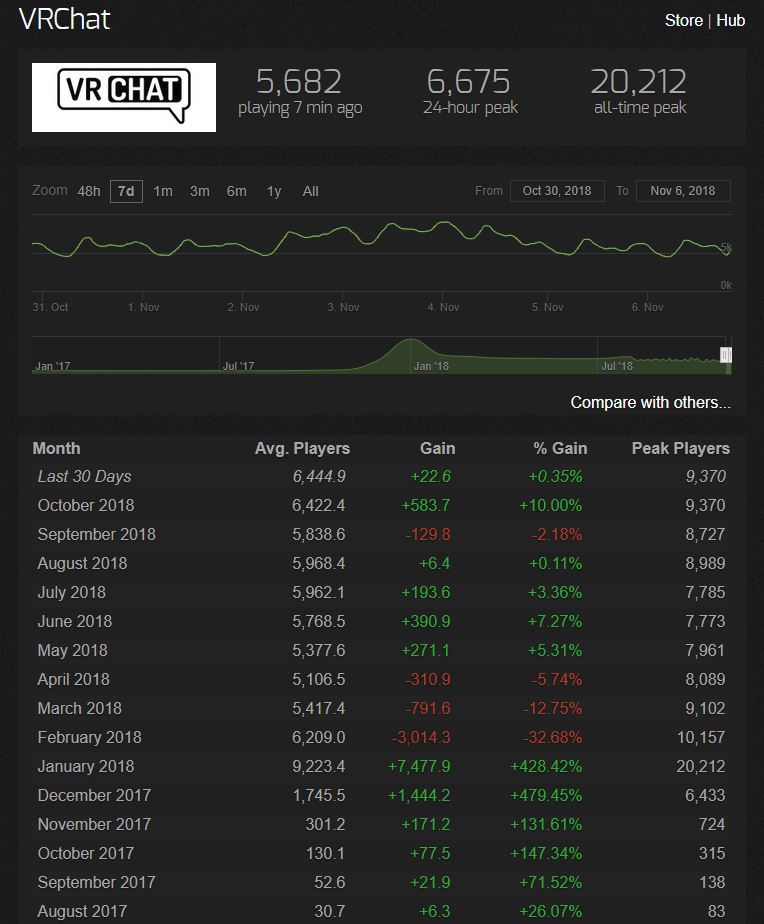 VRChat
Store | Hub
VR CHAT
5,682
playing 7 min ago
6,675
24-hour peak
20,212
all-time peak
Zoom 48h 7d 1m 3m 6m 1y All
From Oct 30, 2018 To Nov 6, 2018
5k
0k
31. Oct 1. Nov 2. Nov 3. Nov 4. Nov 5. Nov 6. Nov
Jan '17 Jul '17 Jan '18 Jul '18
Compare with others...
Month Avg. Players Gain % Gain Peak Players
Last 30 Days 6,444.9 +22.6 +0.35% 9,370
October 2018 6,422.4 +583.7 +10.00% 9,370
September 2018 5,838.6 -129.8 -2.18% 8,727
August 2018 5,968.4 +6.4 +0.11% 8,989
July 2018 5,962.1 +193.6 +3.36% 7,785
June 2018 5,768.5 +390.9 +7.27% 7,773
May 2018 5,377.6 +271.1 +5.31% 7,961
April 2018 5,106.5 -310.9 -5.74% 8,089
March 2018 5,417.4 -791.6 -12.75% 9,102
February 2018 6,209.0 -3,014.3 -32.68% 10,157
January 2018 9,223.4 +7,477.9 +428.42% 20,212
December 2017 1,745.5 +1,444.2 +479.45% 6,433
November 2017 301.2 +171.2 +131.61% 724
October 2017 130.1 +77.5 +147.34% 315
September 2017 52.6 +21.9 +71.52% 138
August 2017 30.7 +6.3 +26.07% 83